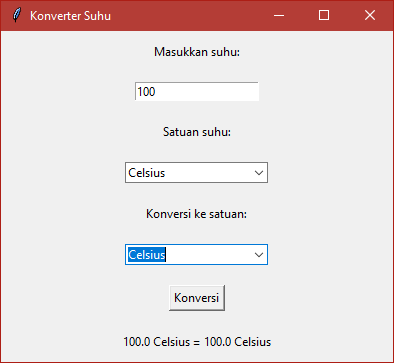 Konverter Suhu
Masukkan suhu:
100
Satuan suhu:
Celsius
Konversi ke satuan:
Celsius
Konversi
100.0 Celsius = 100.0 Celsius